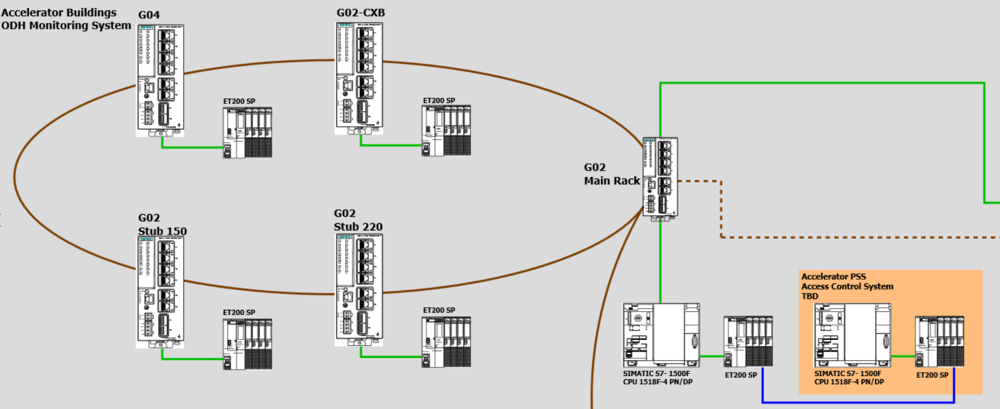 Accelerator Buildings
ODH Monitoring System
G04
G02-CXB
ET200 SP
ET200 SP
G02
Main Rack
G02
Stub 150
G02
Stub 220
ET200 SP
ET200 SP
Accelerator PSS
Access Control System
TBD
SIMATIC S7- 1500F
CPU 1518F-4 PN/DP
ET200 SP
SIMATIC S7- 1500F
CPU 1518F-4 PN/DP
ET200 SP